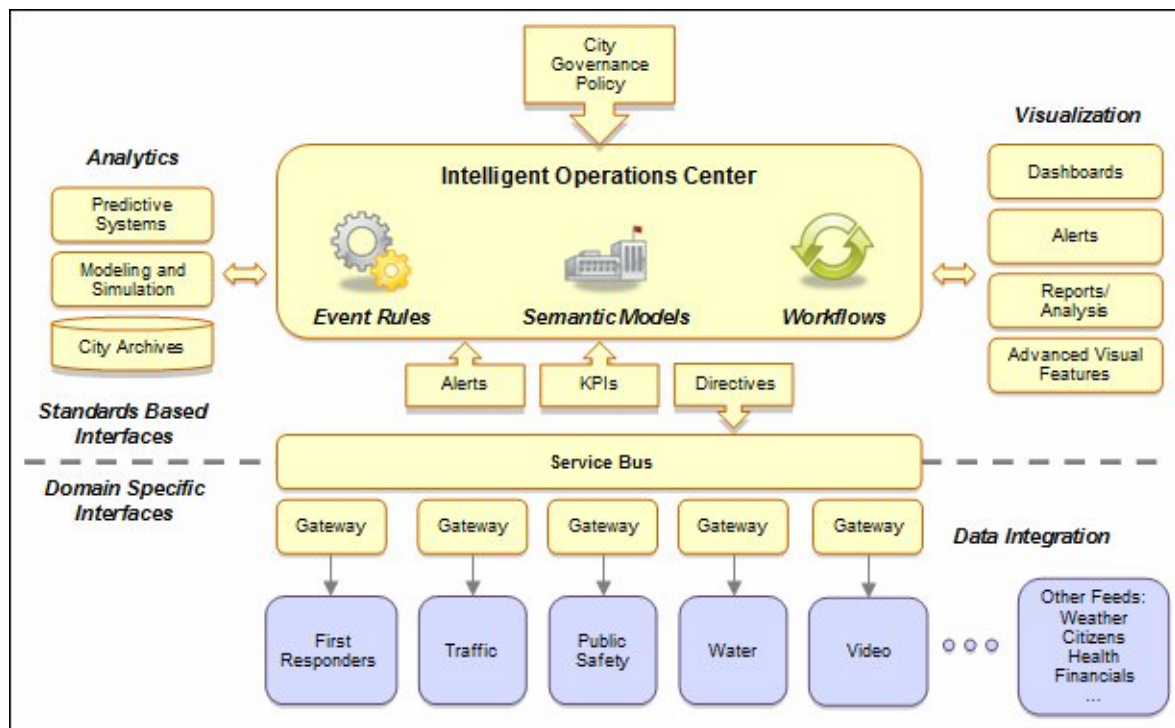 City
Governance
Policy
Visualization
Analytics
Intelligent Operations Center
Dashboards
Predictive
Systems
Alerts
Modeling and
Simulation
Reports/
Analysis
Event Rules
Semantic Models
Workflows
City Archives
Advanced Visual
Features
Alerts
KPIs
Directives
Standards Based
Interfaces
Service Bus
Domain Specific
Interfaces
Gateway
Gateway
Gateway
Gateway
Gateway
Data Integration
First
Responders
Traffic
Public
Safety
Water
Video
Other Feeds:
Weather
Citizens
Health
Financials
...